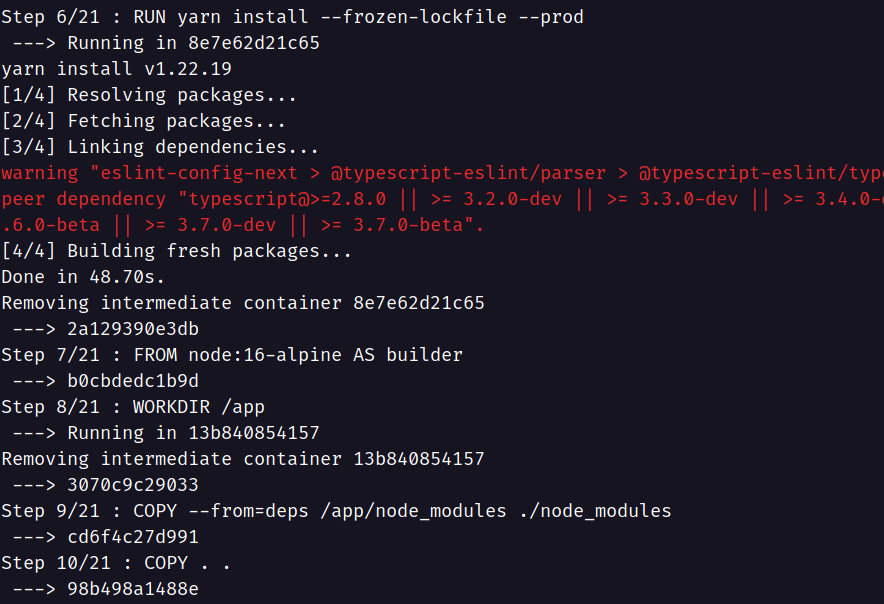 Step 6/21 : RUN yarn install --frozen-lockfile --prod
 ---> Running in 8e7e62d21c65
yarn install v1.22.19
[1/4] Resolving packages...
[2/4] Fetching packages...
[3/4] Linking dependencies...
warning "eslint-config-next > @typescript-eslint/parser > @typescript-eslint/type
peer dependency "typescript@>=2.8.0 || >= 3.2.0-dev || >= 3.3.0-dev || >= 3.4.0-
.6.0-beta || >= 3.7.0-dev || >= 3.7.0-beta".
[4/4] Building fresh packages...
Done in 48.70s.
Removing intermediate container 8e7e62d21c65
 ---> 2a129390e3db
Step 7/21 : FROM node:16-alpine AS builder
 ---> b0cbdedc1b9d
Step 8/21 : WORKDIR /app
 ---> Running in 13b840854157
Removing intermediate container 13b840854157
 ---> 3070c9c29033
Step 9/21 : COPY --from=deps /app/node_modules ./node_modules
 ---> cd6f4c27d991
Step 10/21 : COPY . .
 ---> 98b498a1488e